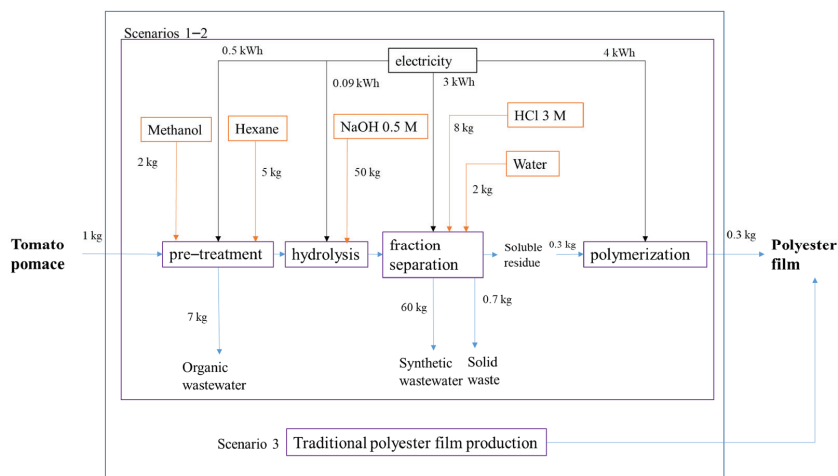 Scenarios 1−2
0.5 kWh
electricity
4 kWh
0.09 kWh
3 kWh
Methanol
Hexane
NaOH 0.5 M
HCl 3 M
8 kg
Water
2 kg
5 kg
50 kg
2 kg
Tomato
pomace
1 kg
pre−treatment
hydrolysis
fraction
separation
Soluble
residue
0.3 kg
polymerization
0.3 kg
Polyester
film
7 kg
60 kg
0.7 kg
Organic
wastewater
Synthetic
wastewater
Solid
waste
Scenario 3
Traditional polyester film production